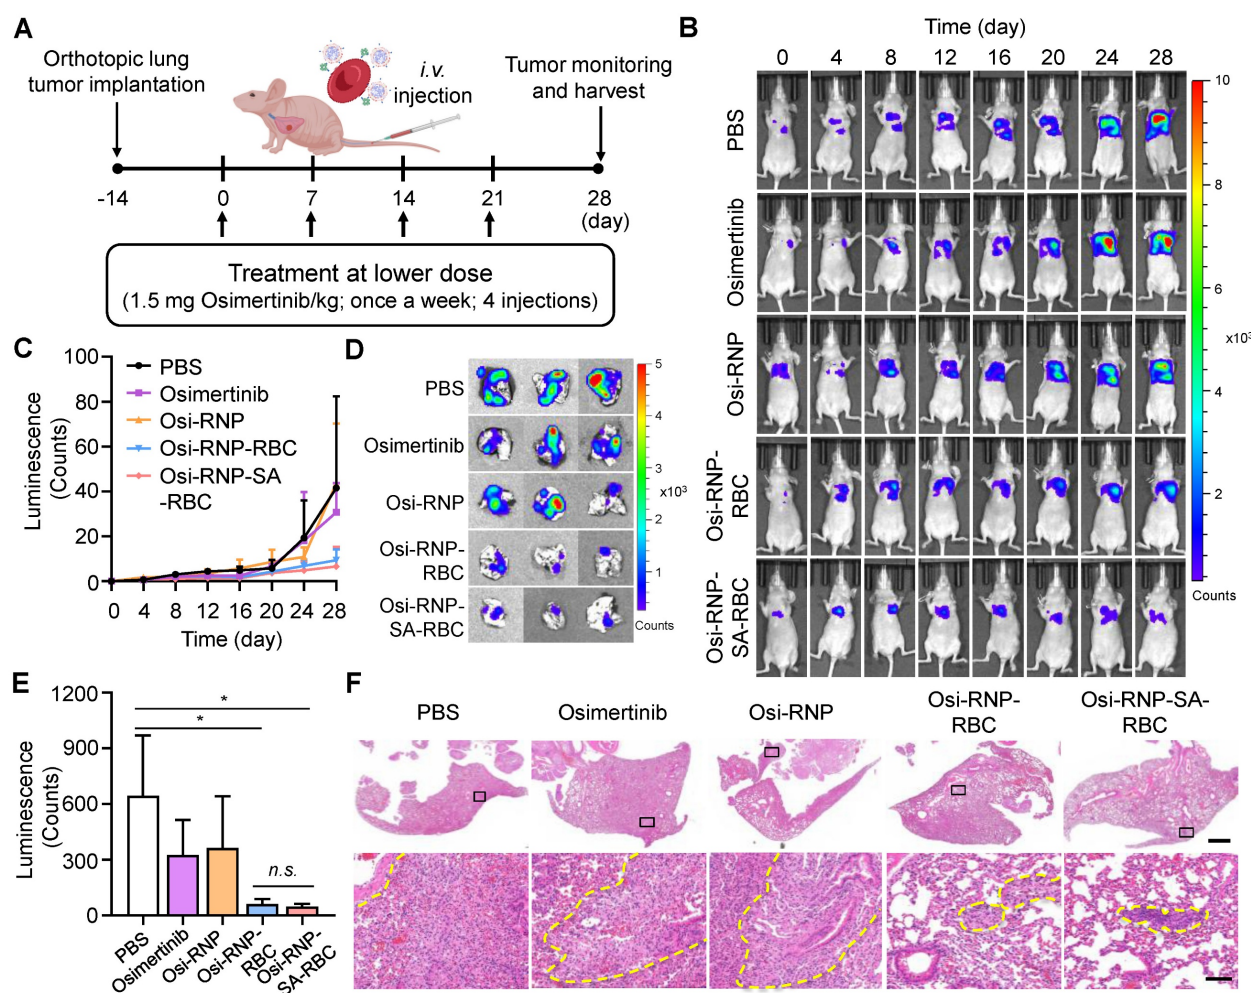 A
Orthotopic lung
tumor implantation
i.v.
injection
Tumor monitoring
and harvest
-14
0
7
14
21
28
(day)
Treatment at lower dose
(1.5 mg Osimertinib/kg; once a week; 4 injections)
B
Time (day)
0 4 8 12 16 20 24 28
PBS
Osimertinib
Osi-RNP
Osi-RNP-
RBC
Osi-RNP-
SA-RBC
10
8
6
x10³
4
2
Counts
C
Luminescence
(Counts)
100
80
60
40
20
0
PBS
Osimertinib
Osi-RNP
Osi-RNP-RBC
Osi-RNP-SA
-RBC
0 4 8 12 16 20 24 28
Time (day)
D
PBS
Osimertinib
Osi-RNP
Osi-RNP-
RBC
Osi-RNP-
SA-RBC
5
4
3
x10³
2
1
Counts
E
Luminescence
(Counts)
1200
900
600
300
0
*
*
n.s.
PBS
Osimertinib
Osi-RNP
Osi-RNP-
RBC
Osi-RNP-
SA-RBC
F
PBS
Osimertinib
Osi-RNP
Osi-RNP-
RBC
Osi-RNP-SA-
RBC